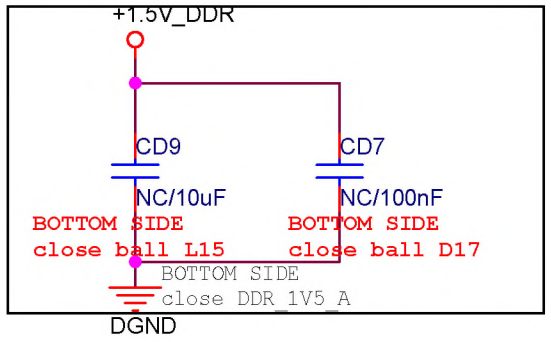 +1.5V_DDR
CD9
CD7
NC/10uF
NC/100nF
BOTTOM SIDE
close ball L15
BOTTOM SIDE
close ball D17
BOTTOM SIDE
close DDR_1V5_A
DGND